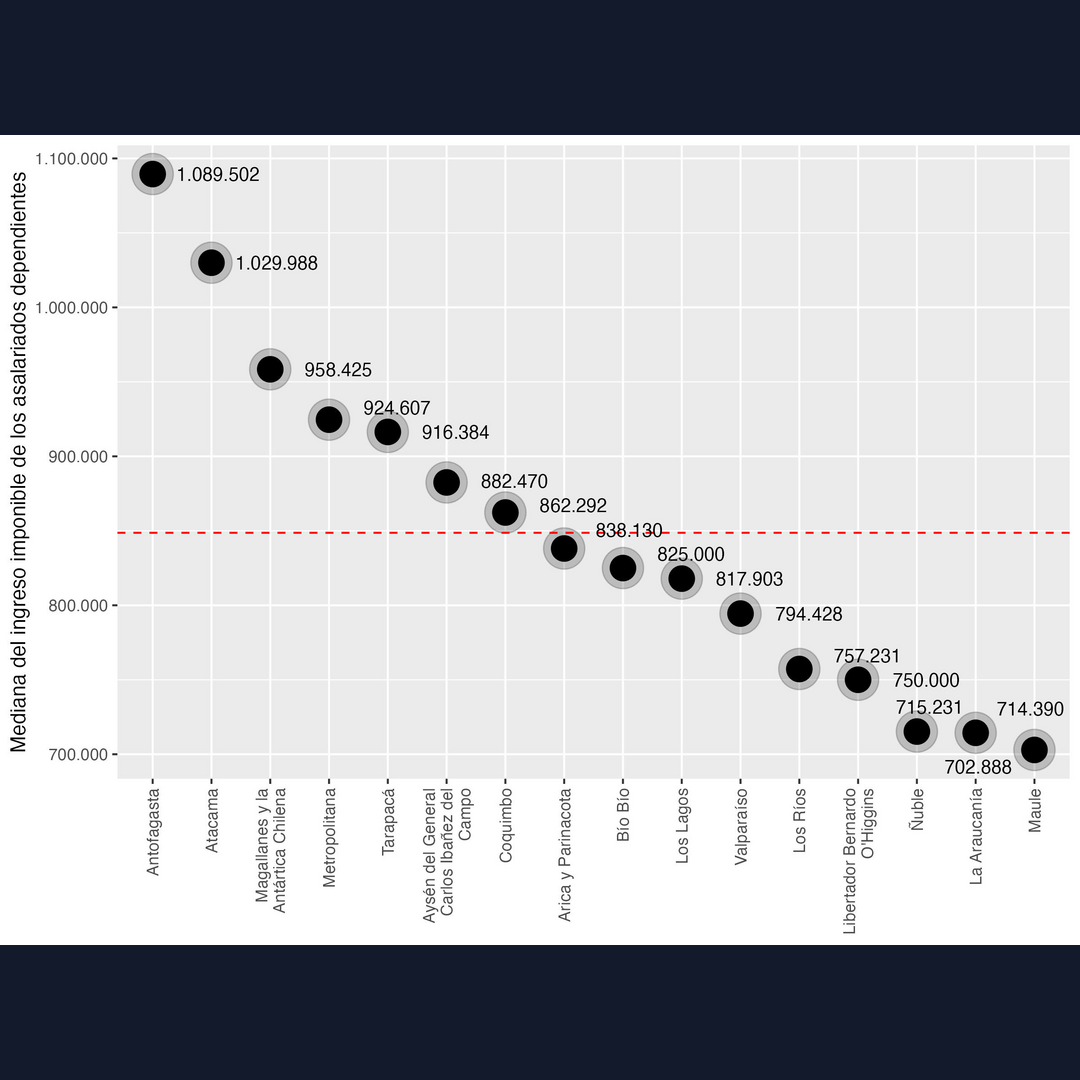 Mediana del ingreso imponible de los asalariados dependientes
1.100.000
1.000.000
900.000
800.000
700.000
1.089.502
1.029.988
958.425
924.607
916.384
882.470
862.292
838.130
825.000
817.903
794.428
757.231
750.000
715.231
714.390
702.888
Antofagasta
Atacama
Magallanes y la
Antártica Chilena
Metropolitana
Tarapacá
Aysén del General
Carlos Ibañez del
Campo
Coquimbo
Arica y Parinacota
Bío Bío
Los Lagos
Valparaíso
Los Ríos
Libertador Bernardo
O'Higgins
Ñuble
La Araucanía
Maule